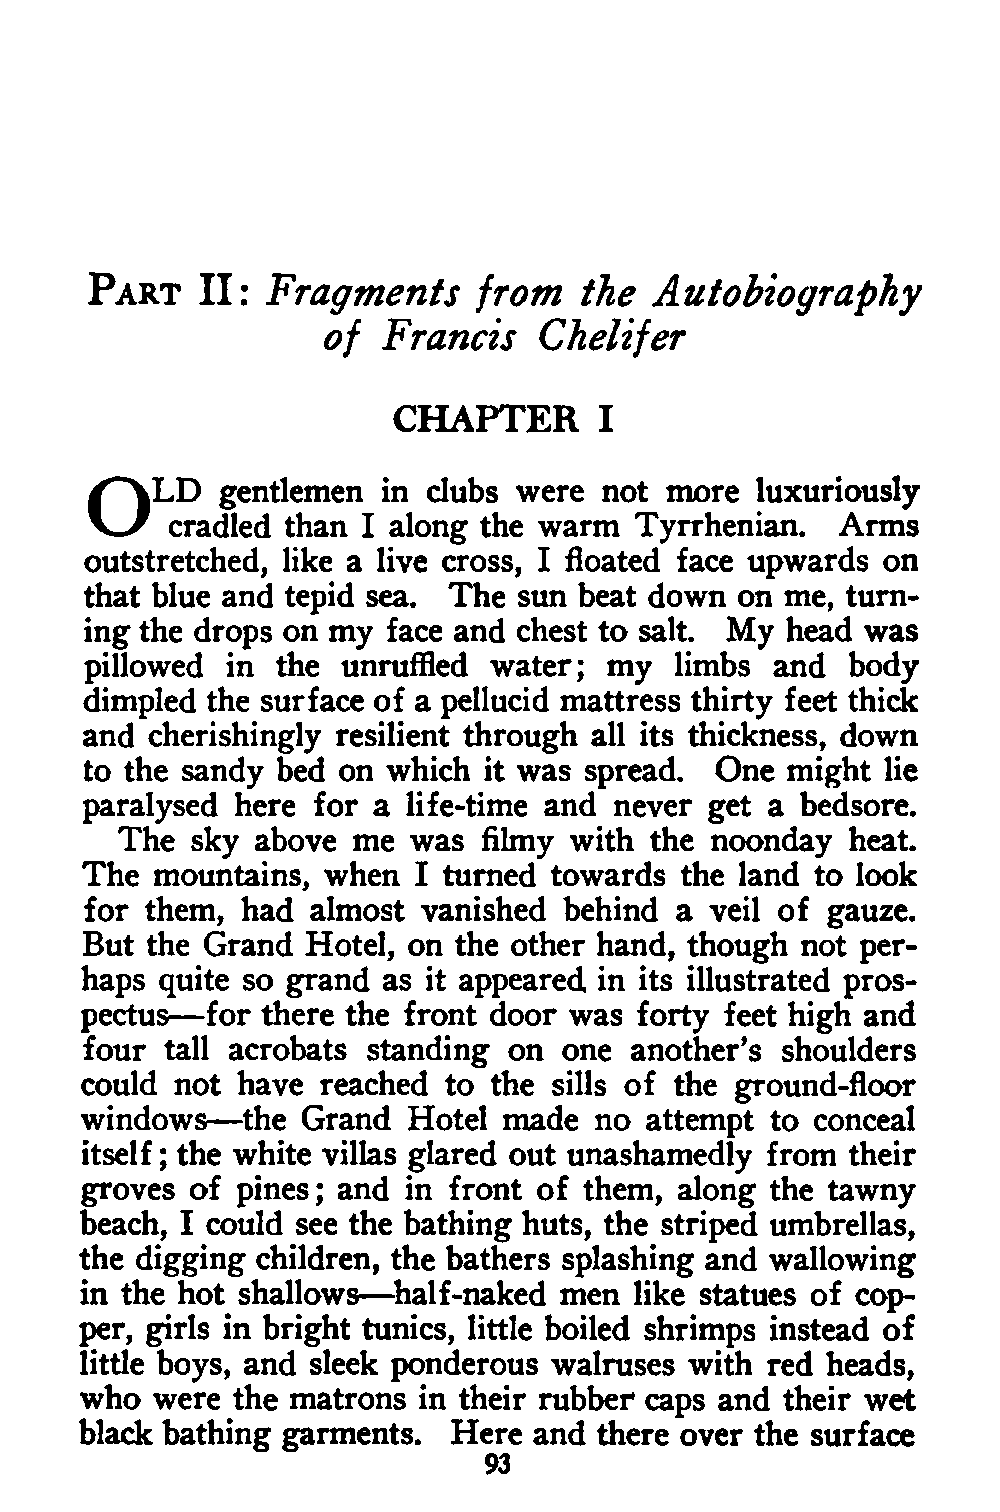 PART II: Fragments from the Autobiography
of Francis Chelifer
CHAPTER I
OLD gentlemen in clubs were not more luxuriously
cradled than I along the warm Tyrrhenian. Arms
outstretched, like a live cross, I floated face upwards on
that blue and tepid sea. The sun beat down on me, turn-
ing the drops on my face and chest to salt. My head was
pillowed in the unruffled water; my limbs and body
dimpled the surface of a pellucid mattress thirty feet thick
and cherishingly resilient through all its thickness, down
to the sandy bed on which it was spread. One might lie
paralysed here for a life-time and never get a bedsore.
The sky above me was filmy with the noonday heat.
The mountains, when I turned towards the land to look
for them, had almost vanished behind a veil of gauze.
But the Grand Hotel, on the other hand, though not per-
haps quite so grand as it appeared in its illustrated pros-
pectus—for there the front door was forty feet high and
four tall acrobats standing on one another's shoulders
could not have reached to the sills of the ground-floor
windows—the Grand Hotel made no attempt to conceal
itself; the white villas glared out unashamedly from their
groves of pines; and in front of them, along the tawny
beach, I could see the bathing huts, the striped umbrellas,
the digging children, the bathers splashing and wallowing
in the hot shallows—half-naked men like statues of cop-
per, girls in bright tunics, little boiled shrimps instead of
little boys, and sleek ponderous walruses with red heads,
who were the matrons in their rubber caps and their wet
black bathing garments. Here and there over the surface
93